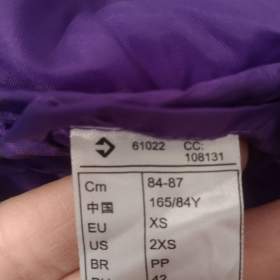 61022 CC:
108131
Cm 84-87
中国 165/84Y
EU XS
US 2XS
BR PP